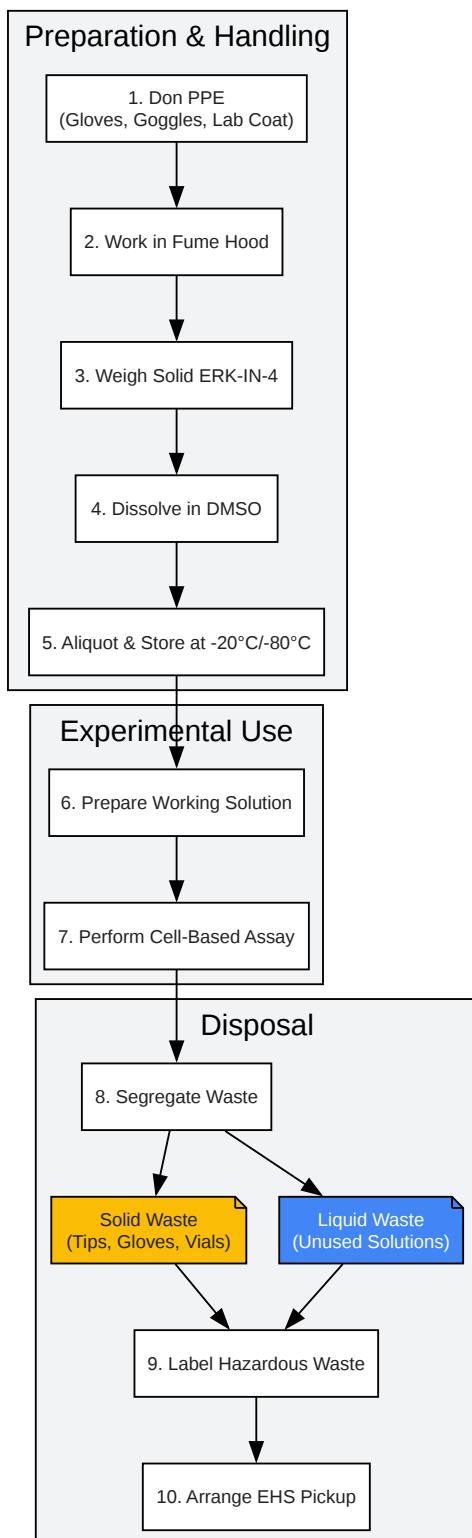 Preparation & Handling
1. Don PPE
(Gloves, Goggles, Lab Coat)
2. Work in Fume Hood
3. Weigh Solid ERK-IN-4
4. Dissolve in DMSO
5. Aliquot & Store at -20°C/-80°C
Experimental Use
6. Prepare Working Solution
7. Perform Cell-Based Assay
Disposal
8. Segregate Waste
Solid Waste
(Tips, Gloves, Vials)
Liquid Waste
(Unused Solutions)
9. Label Hazardous Waste
10. Arrange EHS Pickup